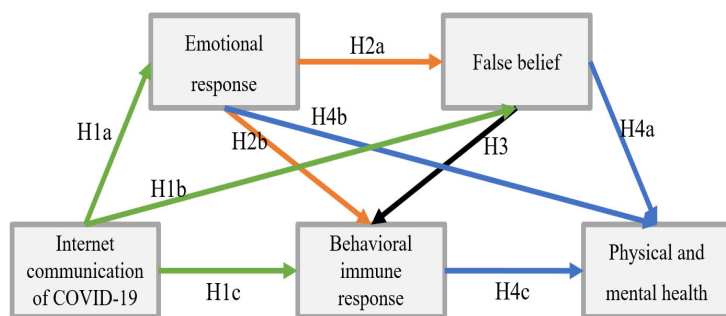 Emotional
response
H2a
False belief
H1a
H2b
H4b
H3
H4a
H1b
Internet
communication
of COVID-19
H1c
Behavioral
immune
response
H4c
Physical and
mental health